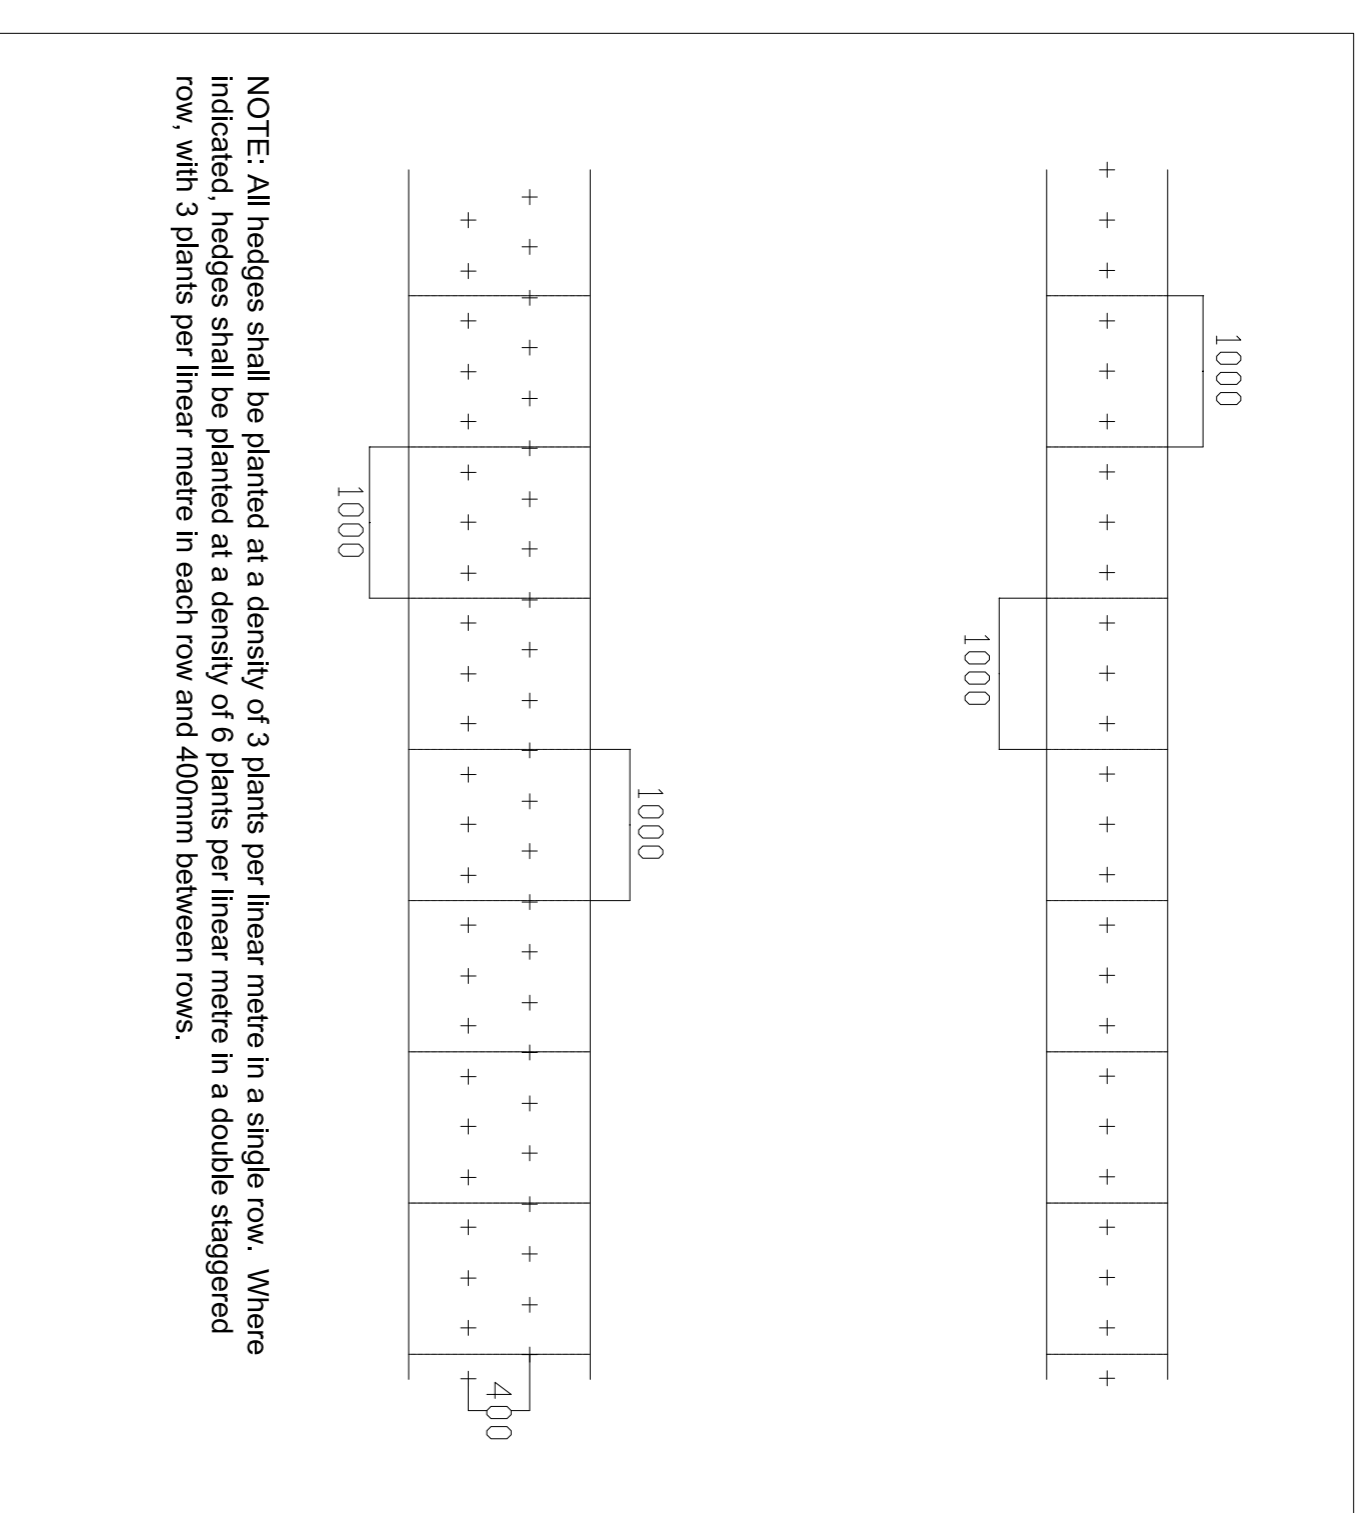 1000
1000
1000
1000
400
NOTE: All hedges shall be planted at a density of 3 plants per linear metre in a single row. Where
indicated, hedges shall be planted at a density of 6 plants per linear metre in a double staggered
row, with 3 plants per linear metre in each row and 400mm between rows.